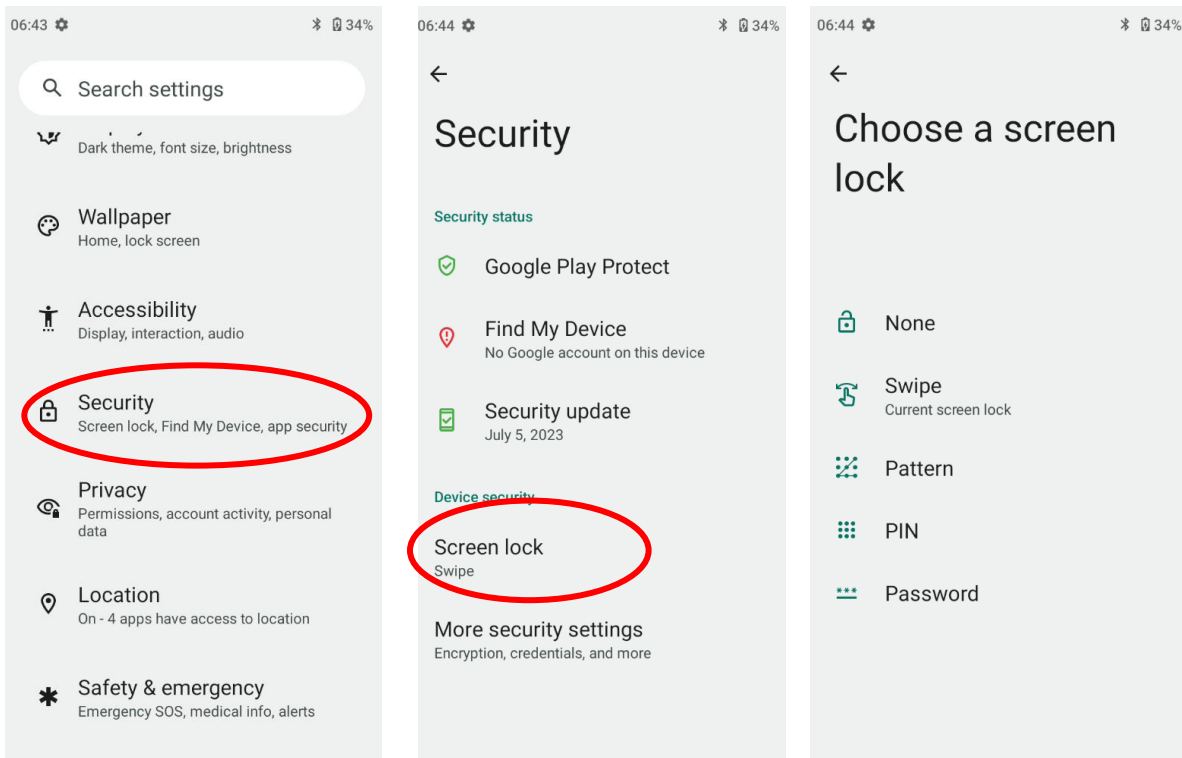 06:43 34%
Search settings
Dark theme, font size, brightness
Wallpaper
Home, lock screen
Accessibility
Display, interaction, audio
Security
Screen lock, Find My Device, app security
Privacy
Permissions, account activity, personal
data
Location
On - 4 apps have access to location
Safety & emergency
Emergency SOS, medical info, alerts
06:44 34%
Security
Security status
Google Play Protect
Find My Device
No Google account on this device
Security update
July 5, 2023
Device security
Screen lock
Swipe
More security settings
Encryption, credentials, and more
06:44 34%
Choose a screen
lock
None
Swipe
Current screen lock
Pattern
PIN
Password